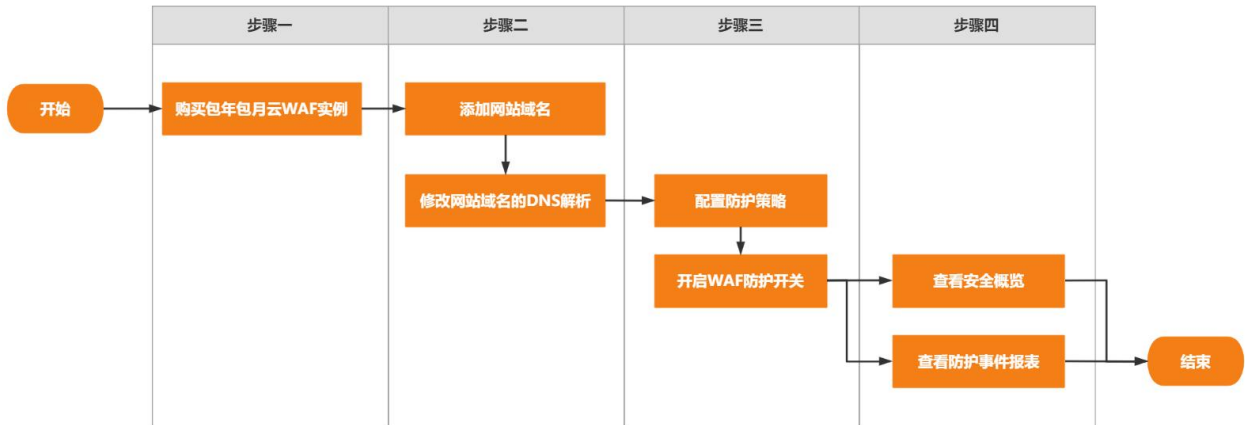 步骤一
步骤二
步骤三
步骤四
开始
购买包年包月云WAF实例
添加网站域名
修改网站域名的DNS解析
配置防护策略
开启WAF防护开关
查看安全概览
查看防护事件报表
结束